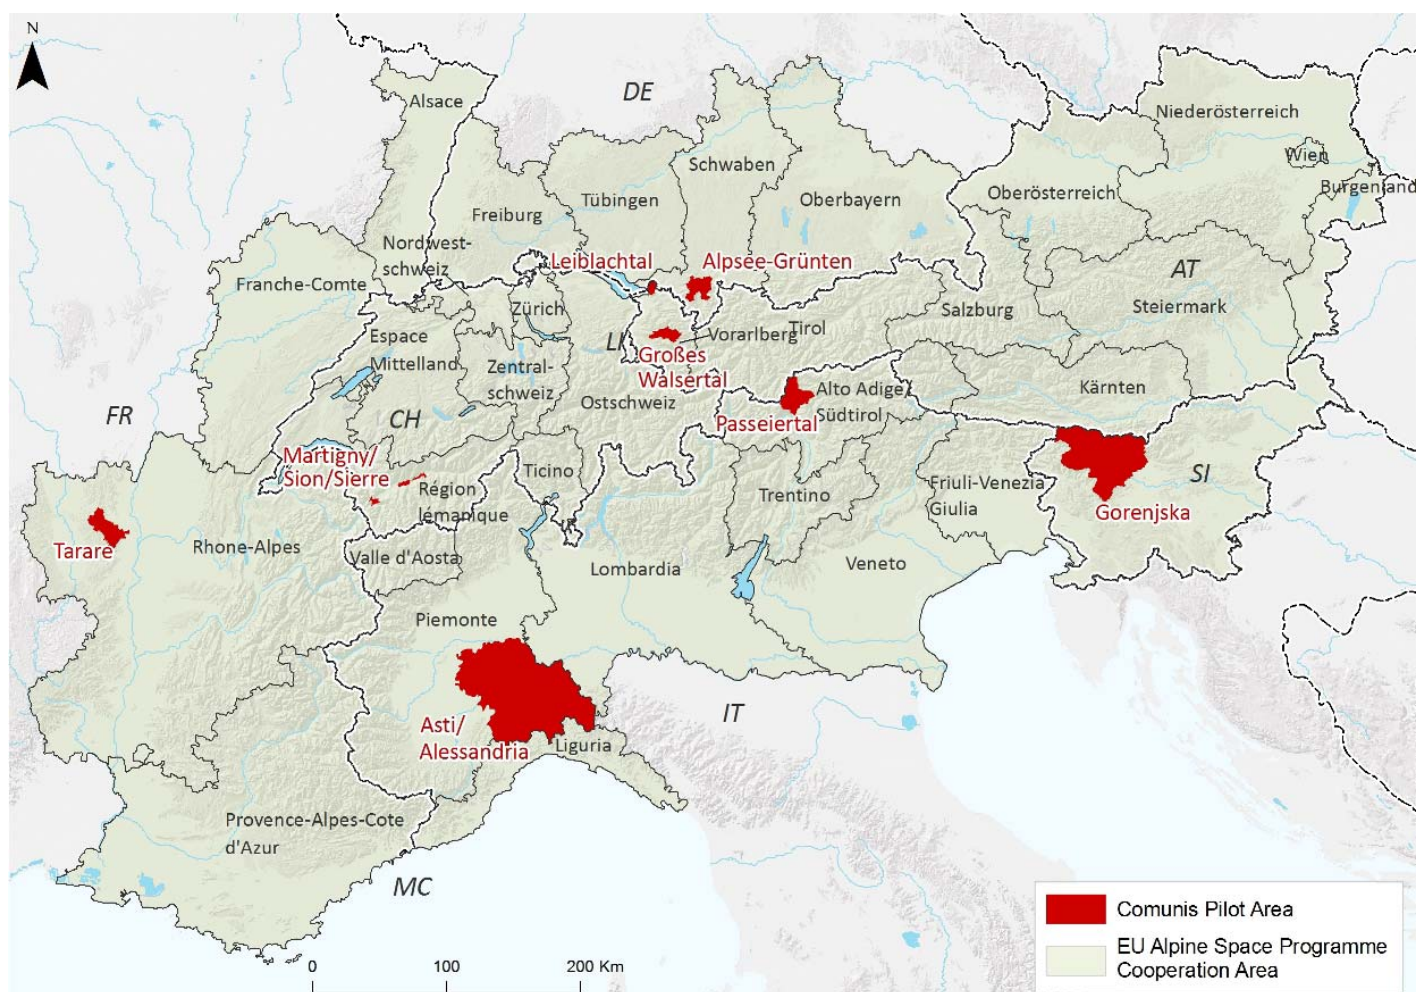 N
DE
Alsace
Niederösterreich
Wien
Schwaben
Burgenland
Tübingen
Oberbayern
Oberösterreich
Freiburg
Nordwest-
schweiz
Leiblachtal
Alpsee-Grünten
AT
Franche-Comte
Zürich
Salzburg
Steiermark
Espace
Mittelland
LI
Vorarlberg
Tirol
Großes
Walsertal
Zentral-
schweiz
Ostschweiz
Alto Adige/
Südtirol
Kärnten
FR
CH
Passeiertal
Martigny/
Sion/Sierre
Ticino
Région
lémanique
Trentino
Friuli-Venezia
Giulia
SI
Gorenjska
Tarare
Rhone-Alpes
Valle d'Aosta
Lombardia
Veneto
Piemonte
IT
Asti/
Alessandria
Liguria
Provence-Alpes-Cote
d'Azur
MC
Comunis Pilot Area
EU Alpine Space Programme
Cooperation Area
0 100 200 Km